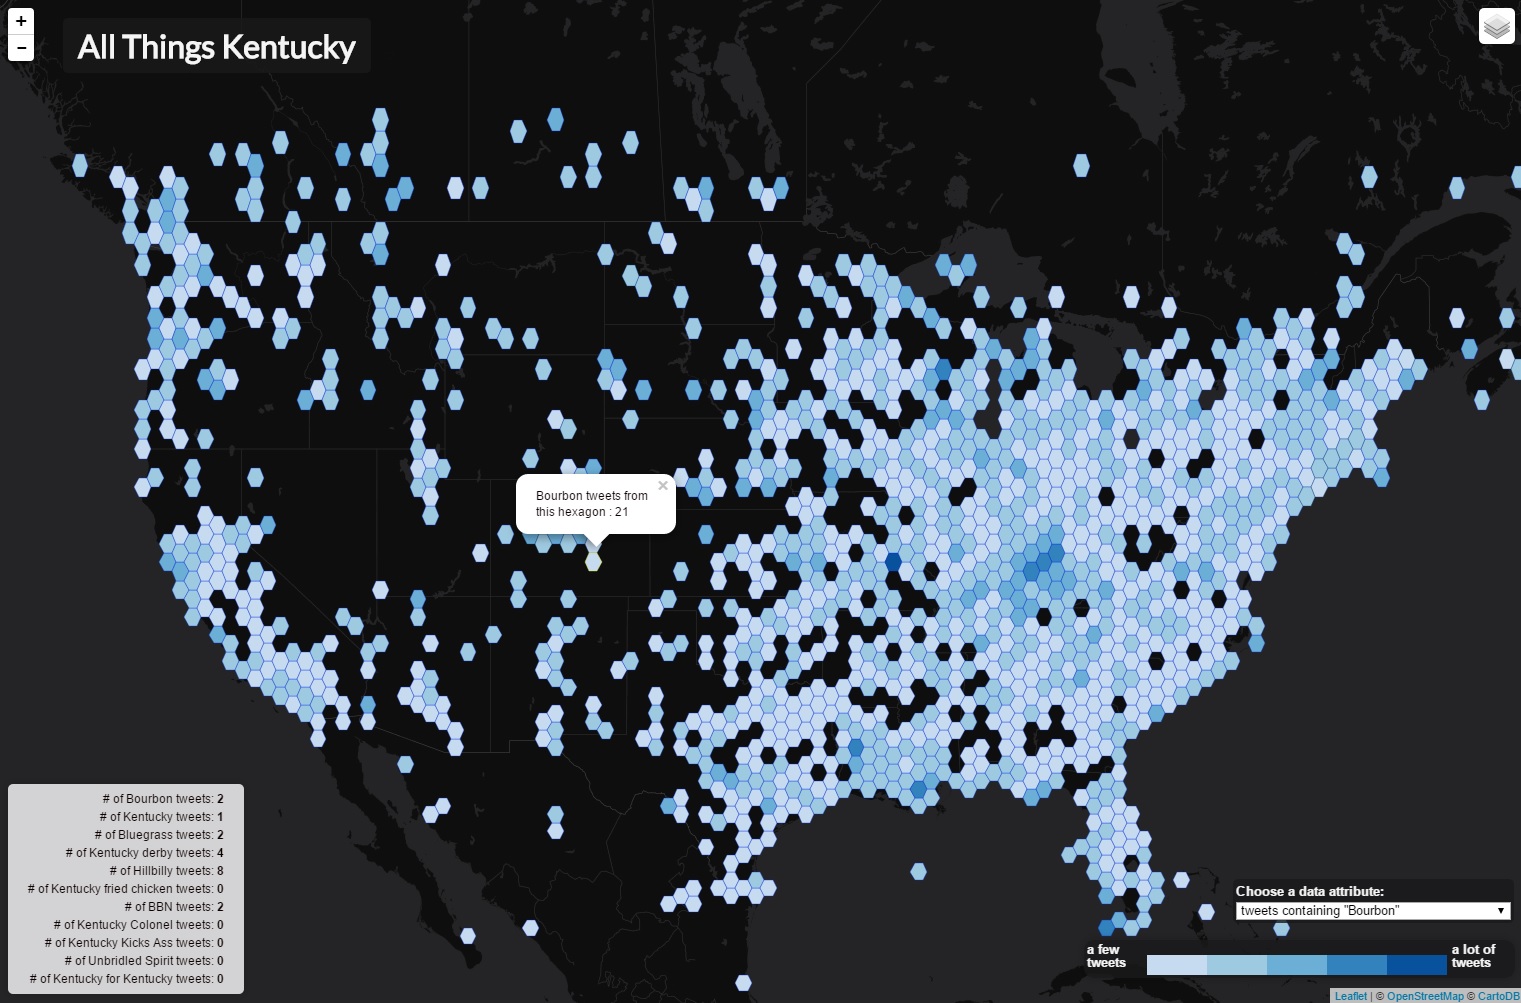 +
−
All Things Kentucky
Bourbon tweets from
this hexagon : 21
×
# of Bourbon tweets: 2
# of Kentucky tweets: 1
# of Bluegrass tweets: 2
# of Kentucky derby tweets: 4
# of Hillbilly tweets: 8
# of Kentucky fried chicken tweets: 0
# of BBN tweets: 2
# of Kentucky Colonel tweets: 0
# of Kentucky Kicks Ass tweets: 0
# of Unbridled Spirit tweets: 0
# of Kentucky for Kentucky tweets: 0
Choose a data attribute:
tweets containing "Bourbon"
a few
tweets
a lot of
tweets
Leaflet | © OpenStreetMap © CartoDB